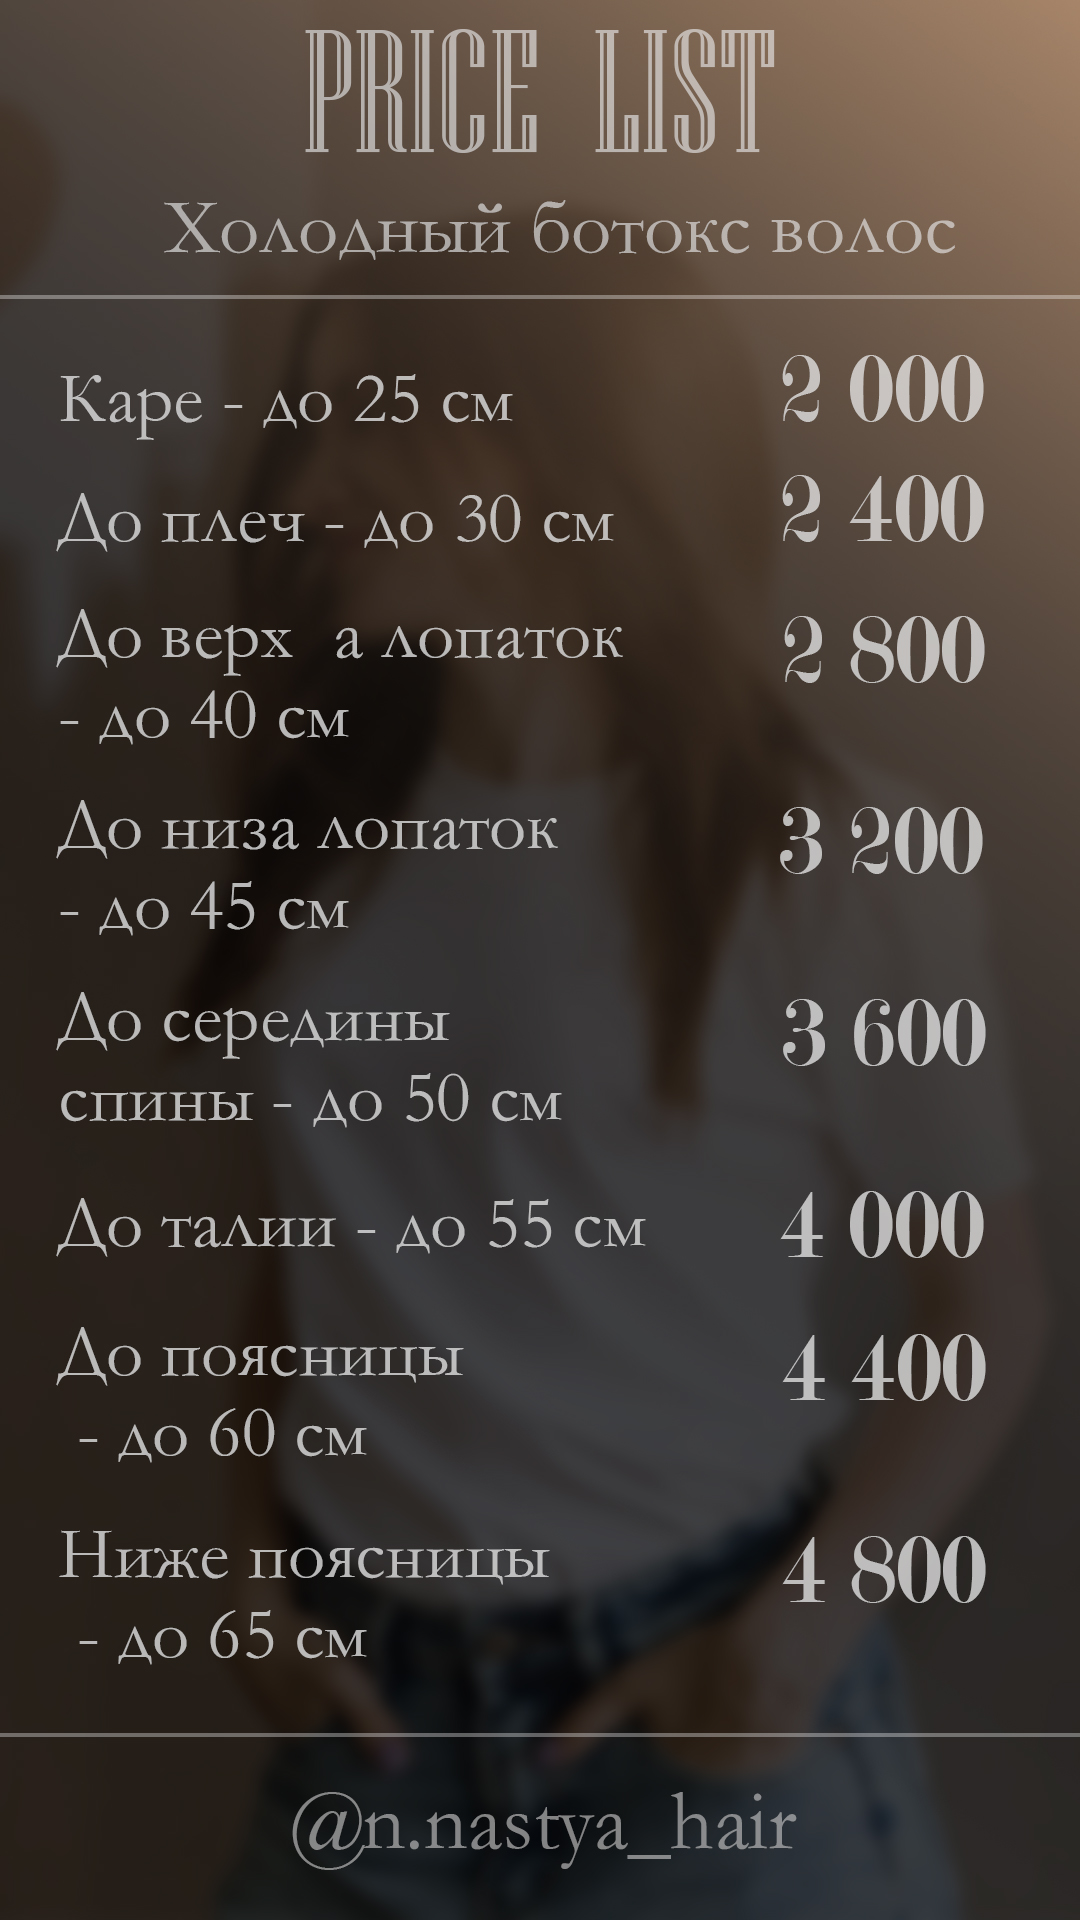 PRICE LIST
Холодный ботокс волос
Каре - до 25 см 2 000
До плеч - до 30 см 2 400
До верх а лопаток 2 800
- до 40 см
До низа лопаток 3 200
- до 45 см
До середины 3 600
спины - до 50 см
До талии - до 55 см 4 000
До поясницы 4 400
- до 60 см
Ниже поясницы 4 800
- до 65 см
@n.nastya_hair